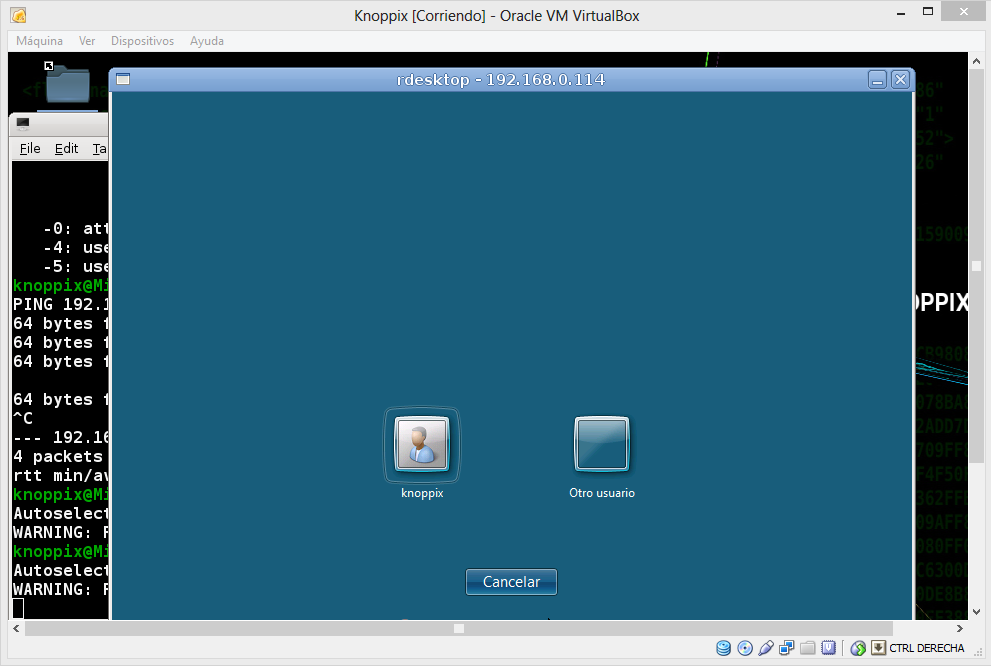 Knoppix [Corriendo] - Oracle VM VirtualBox
Máquina Ver Dispositivos Ayuda
rdesktop - 192.168.0.114
File Edit Ta
-0: att
-4: use
-5: use
knoppix@Mi
PING 192.1
64 bytes f
64 bytes f
64 bytes f
64 bytes f
^C
--- 192.16
4 packets
rtt min/av
knoppix@Mi
Autoselect
WARNING: R
knoppix@Mi
Autoselect
WARNING: R
knoppix
Otro usuario
Cancelar
OPPIX
CTRL DERECHA